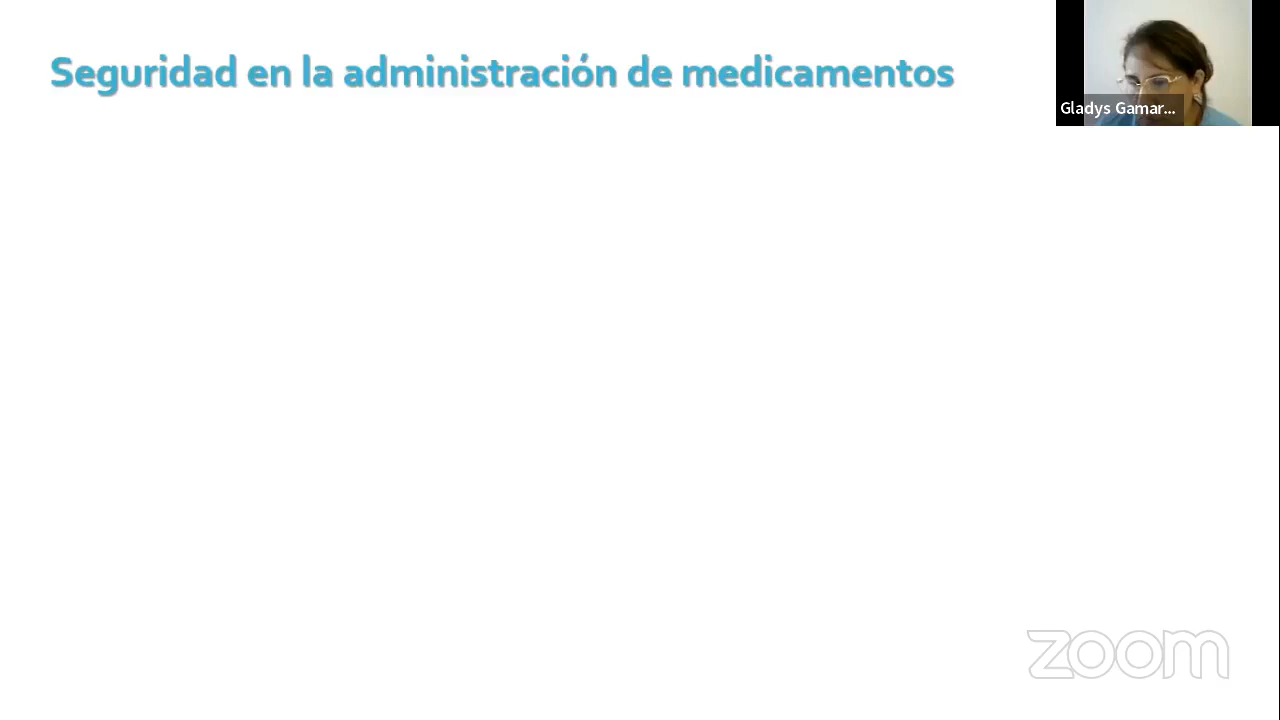 Seguridad en la administración de medicamentos
Gladys Gamar...
zoom